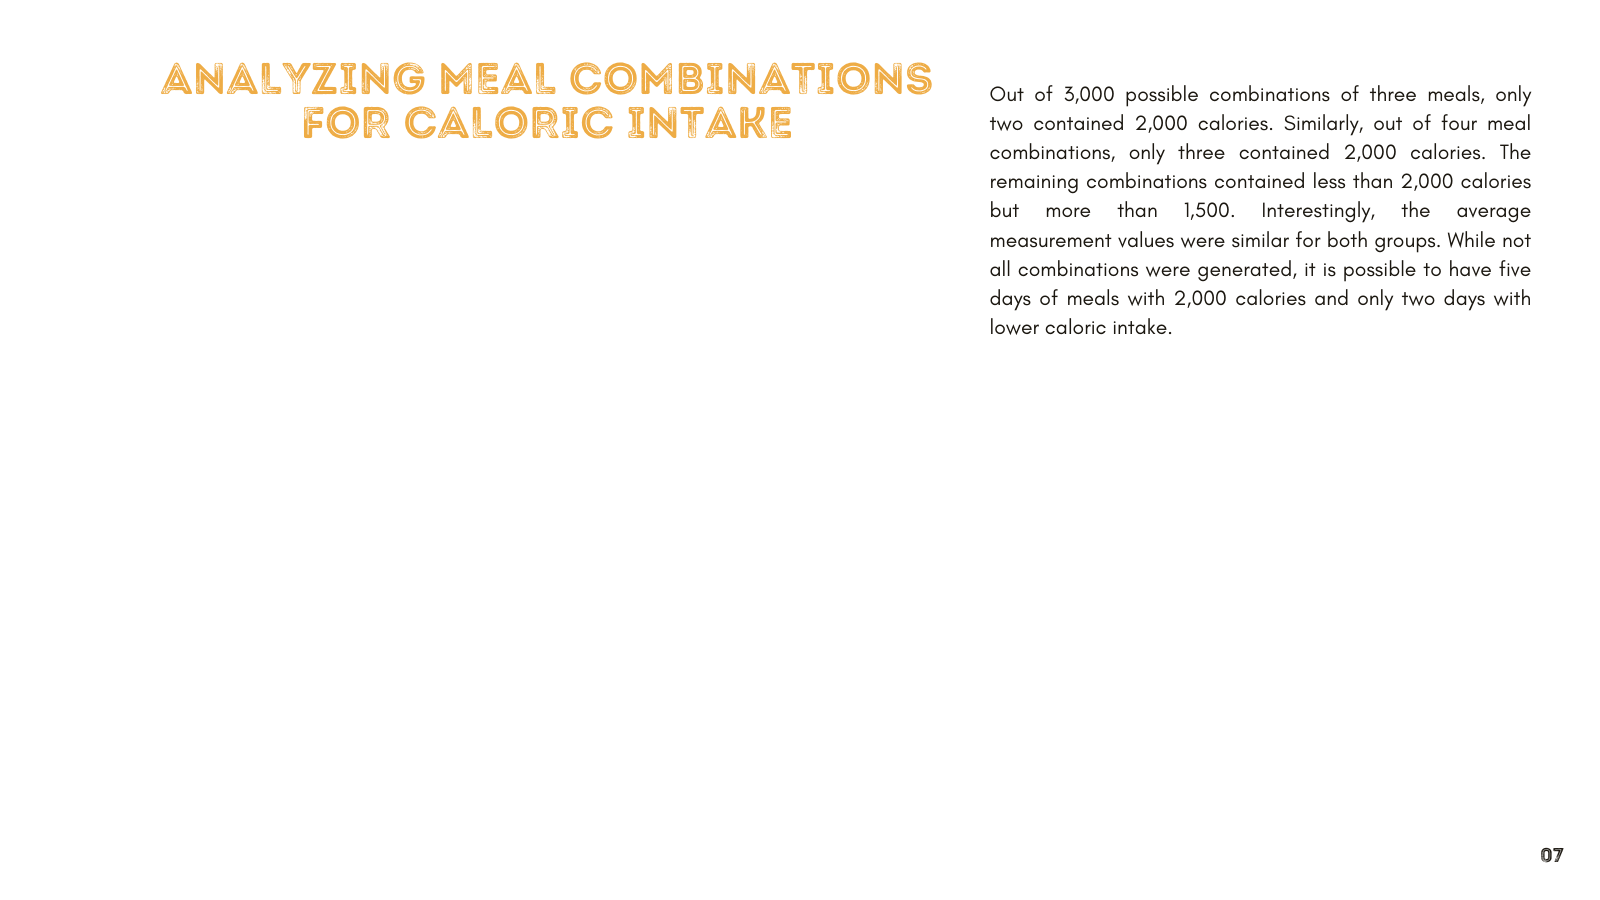 ANALYZING MEAL COMBINATIONS
FOR CALORIC INTAKE
Out of 3,000 possible combinations of three meals, only
two contained 2,000 calories. Similarly, out of four meal
combinations, only three contained 2,000 calories. The
remaining combinations contained less than 2,000 calories
but more than 1,500. Interestingly, the average
measurement values were similar for both groups. While not
all combinations were generated, it is possible to have five
days of meals with 2,000 calories and only two days with
lower caloric intake.
07